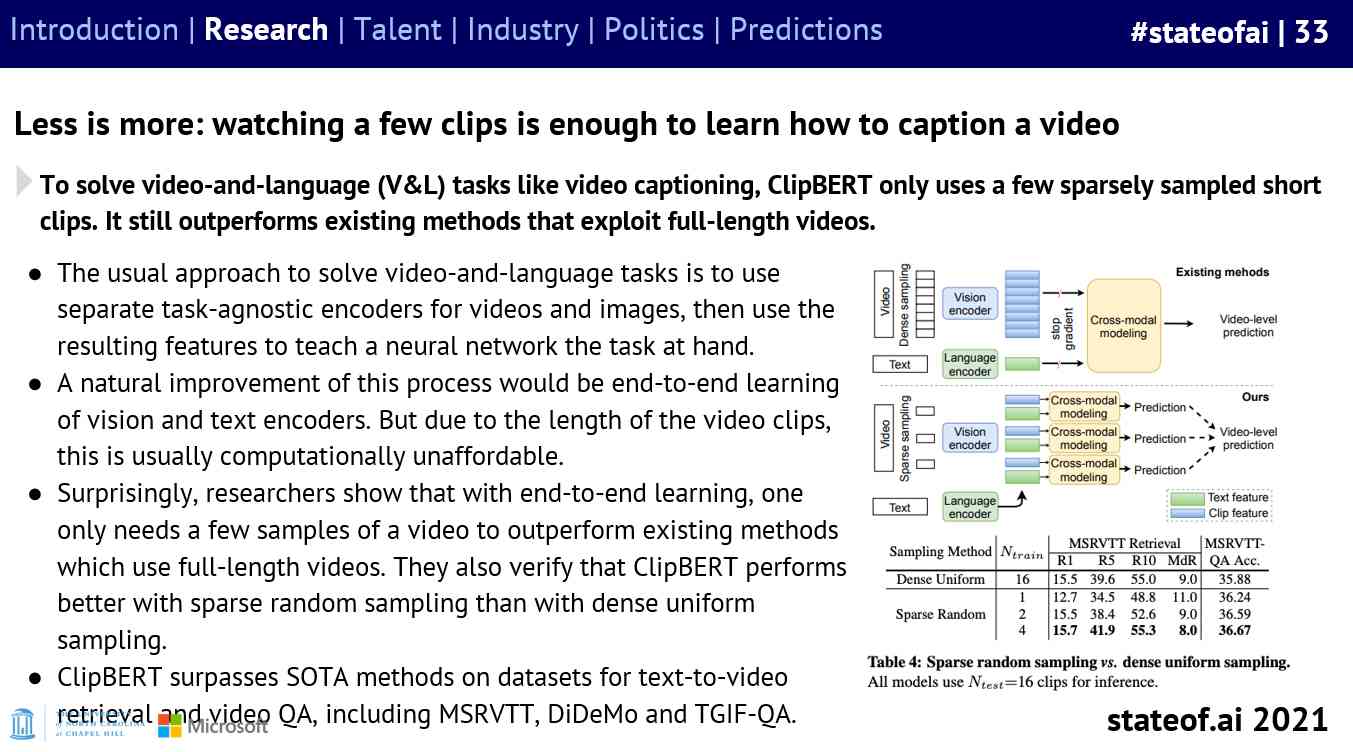 Introduction | Research | Talent | Industry | Politics | Predictions
#stateofai | 33
Less is more: watching a few clips is enough to learn how to caption a video
To solve video-and-language (V&L) tasks like video captioning, ClipBERT only uses a few sparsely sampled short
clips. It still outperforms existing methods that exploit full-length videos.
● The usual approach to solve video-and-language tasks is to use
separate task-agnostic encoders for videos and images, then use the
resulting features to teach a neural network the task at hand.
● A natural improvement of this process would be end-to-end learning
of vision and text encoders. But due to the length of the video clips,
this is usually computationally unaffordable.
● Surprisingly, researchers show that with end-to-end learning, one
only needs a few samples of a video to outperform existing methods
which use full-length videos. They also verify that ClipBERT performs
better with sparse random sampling than with dense uniform
sampling.
● ClipBERT surpasses SOTA methods on datasets for text-to-video
retrieval and video QA, including MSRVTT, DiDeMo and TGIF-QA.
Existing mehods
Video
Dense sampling
Vision
encoder
stop
gradient
Cross-modal
modeling
Video-level
prediction
Text
Language
encoder
Ours
Video
Sparse sampling
Vision
encoder
Cross-modal
modeling
Prediction
Cross-modal
modeling
Prediction
Cross-modal
modeling
Prediction
Video-level
prediction
Text
Language
encoder
Text feature
Clip feature
Sampling Method Ntrain MSRVTT Retrieval MSRVTT-
R1 R5 R10 MdR QA Acc.
Dense Uniform 16 15.5 39.6 55.0 9.0 35.88
1 12.7 34.5 48.8 11.0 36.24
Sparse Random 2 15.5 38.4 52.6 9.0 36.59
4 15.7 41.9 55.3 8.0 36.67
Table 4: Sparse random sampling vs. dense uniform sampling.
All models use Ntest=16 clips for inference.
of NORTH CAROLINA
at CHAPEL HILL
Microsoft
stateof.ai 2021